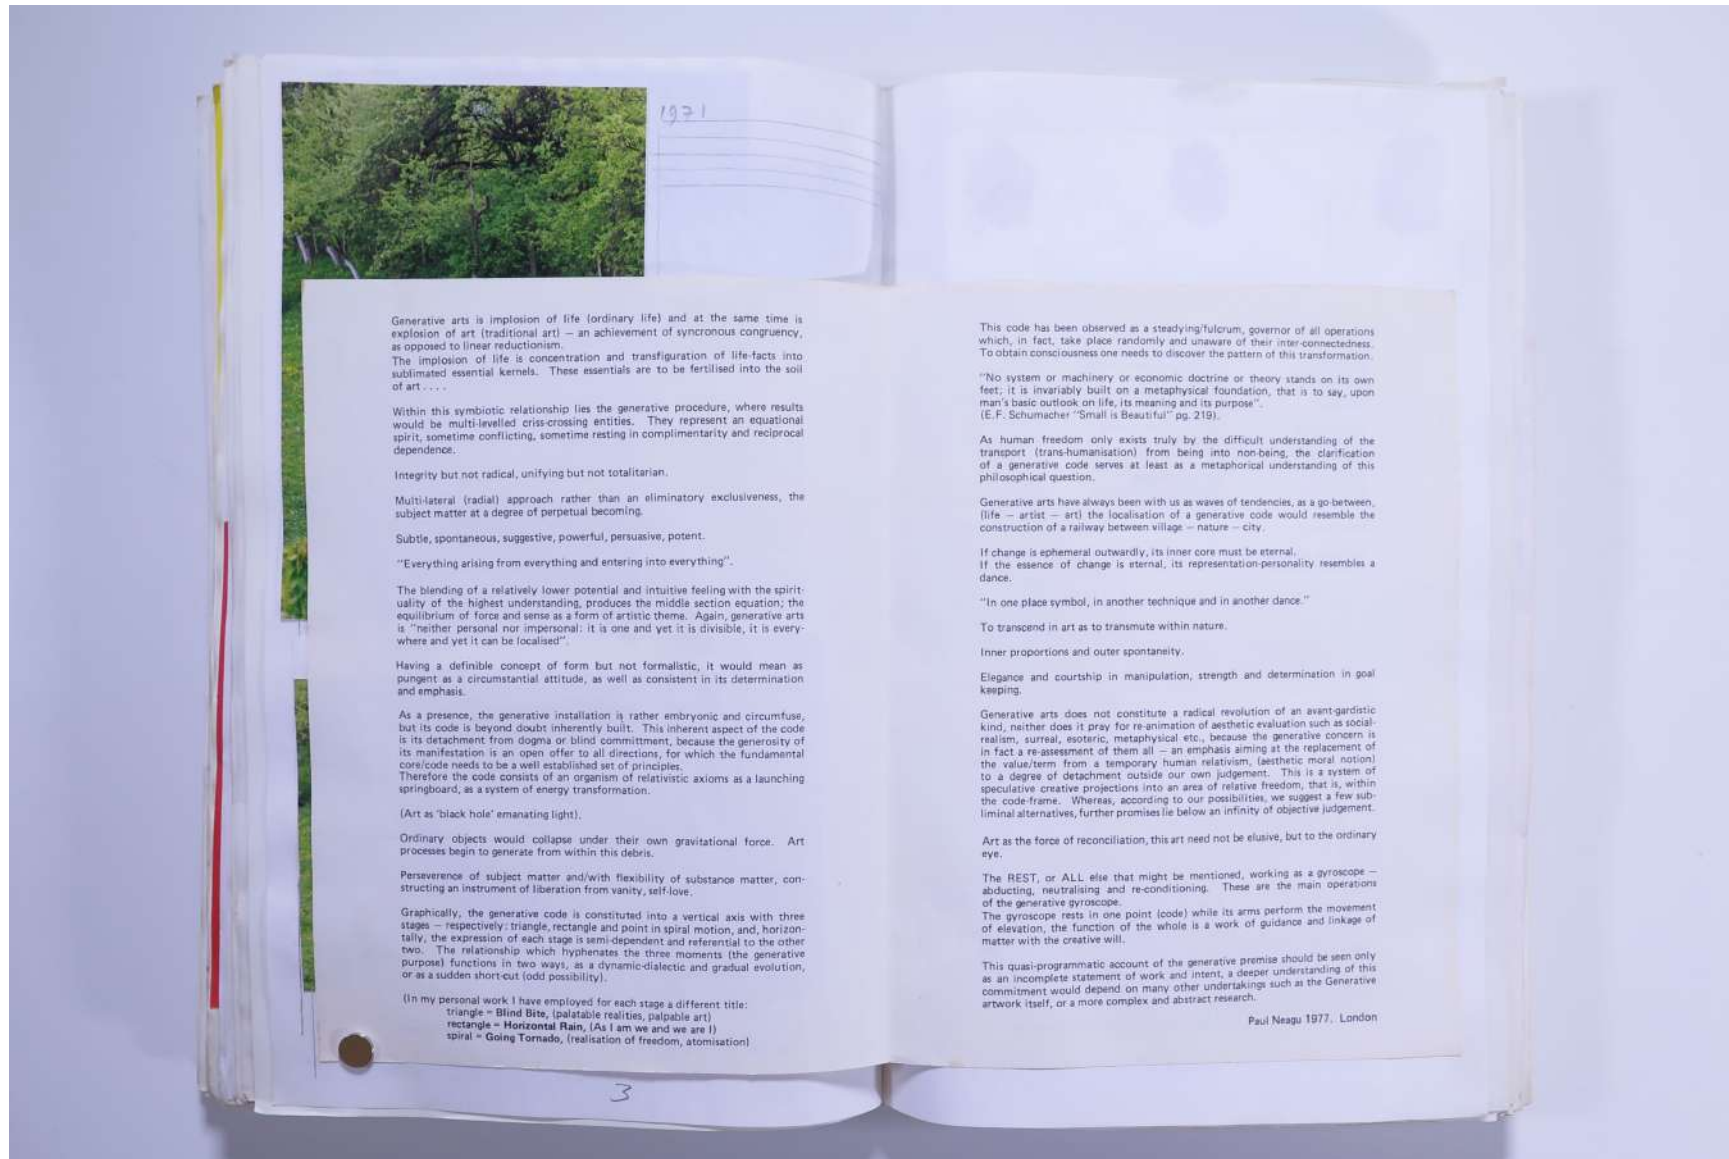 1971
Generative arts is implosion of life (ordinary life) and at the same time is
explosion of art (traditional art) — an achievement of syncronous congruency,
as opposed to linear reductionism.
The implosion of life is concentration and transfiguration of life-facts into
sublimated essential kernels. These essentials are to be fertilised into the soil
of art . . . .
Within this symbiotic relationship lies the generative procedure, where results
would be multi-levelled criss-crossing entities. They represent an equational
spirit, sometime conflicting, sometime resting in complimentarity and reciprocal
dependence.
Integrity but not radical, unifying but not totalitarian.
Multi-lateral (radial) approach rather than an eliminatory exclusiveness, the
subject matter at a degree of perpetual becoming.
Subtle, spontaneous, suggestive, powerful, persuasive, potent.
"Everything arising from everything and entering into everything".
The blending of a relatively lower potential and intuitive feeling with the spirit-
uality of the highest understanding, produces the middle section equation; the
equilibrium of force and sense as a form of artistic theme. Again, generative arts
is "neither personal nor impersonal: it is one and yet it is divisible, it is every-
where and yet it can be localised".
Having a definible concept of form but not formalistic, it would mean as
pungent as a circumstantial attitude, as well as consistent in its determination
and emphasis.
As a presence, the generative installation is rather embryonic and circumfuse,
but its code is beyond doubt inherently built. This inherent aspect of the code
is its detachment from dogma or blind committment, because the generosity of
its manifestation is an open offer to all directions, for which the fundamental
core/code needs to be a well established set of principles.
Therefore the code consists of an organism of relativistic axioms as a launching
springboard, as a system of energy transformation.
(Art as 'black hole' emanating light).
Ordinary objects would collapse under their own gravitational force. Art
processes begin to generate from within this debris.
Perseverence of subject matter and/with flexibility of substance matter, con-
structing an instrument of liberation from vanity, self-love.
Graphically, the generative code is constituted into a vertical axis with three
stages — respectively: triangle, rectangle and point in spiral motion, and, horizon-
tally, the expression of each stage is semi-dependent and referential to the other
two. The relationship which hyphenates the three moments (the generative
purpose) functions in two ways, as a dynamic-dialectic and gradual evolution,
or as a sudden short-cut (odd possibility).
(In my personal work I have employed for each stage a different title:
triangle = Blind Bite, (palatable realities, palpable art)
rectangle = Horizontal Rain, (As I am we and we are I)
spiral = Going Tornado, (realisation of freedom, atomisation)
3
This code has been observed as a steadying/fulcrum, governor of all operations
which, in fact, take place randomly and unaware of their inter-connectedness.
To obtain consciousness one needs to discover the pattern of this transformation.
"No system or machinery or economic doctrine or theory stands on its own
feet; it is invariably built on a metaphysical foundation, that is to say, upon
man's basic outlook on life, its meaning and its purpose".
(E.F. Schumacher "Small is Beautiful" pg. 219).
As human freedom only exists truly by the difficult understanding of the
transport (trans-humanisation) from being into non-being, the clarification
of a generative code serves at least as a metaphorical understanding of this
philosophical question.
Generative arts have always been with us as waves of tendencies, as a go-between,
(life — artist — art) the localisation of a generative code would resemble the
construction of a railway between village — nature — city.
If change is ephemeral outwardly, its inner core must be eternal.
If the essence of change is eternal, its representation-personality resembles a
dance.
"In one place symbol, in another technique and in another dance."
To transcend in art as to transmute within nature.
Inner proportions and outer spontaneity.
Elegance and courtship in manipulation, strength and determination in goal
keeping.
Generative arts does not constitute a radical revolution of an avant-gardistic
kind, neither does it pray for re-animation of aesthetic evaluation such as social-
realism, surreal, esoteric, metaphysical etc., because the generative concern is
in fact a re-assessment of them all — an emphasis aiming at the replacement of
the value/term from a temporary human relativism, (aesthetic moral notion)
to a degree of detachment outside our own judgement. This is a system of
speculative creative projections into an area of relative freedom, that is, within
the code-frame. Whereas, according to our possibilities, we suggest a few sub-
liminal alternatives, further promises lie below an infinity of objective judgement.
Art as the force of reconciliation, this art need not be elusive, but to the ordinary
eye.
The REST, or ALL else that might be mentioned, working as a gyroscope —
abducting, neutralising and re-conditioning. These are the main operations
of the generative gyroscope.
The gyroscope rests in one point (code) while its arms perform the movement
of elevation, the function of the whole is a work of guidance and linkage of
matter with the creative will.
This quasi-programmatic account of the generative premise should be seen only
as an incomplete statement of work and intent, a deeper understanding of this
commitment would depend on many other undertakings such as the Generative
artwork itself, or a more complex and abstract research.
Paul Neagu 1977. London